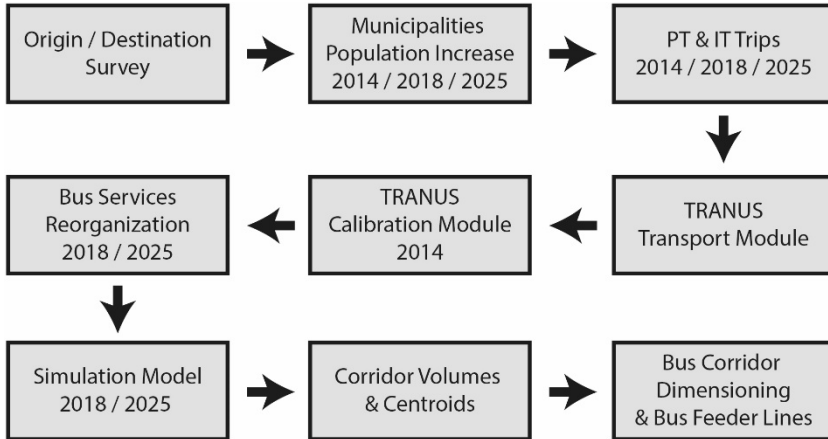 Origin / Destination
Survey
Municipalities
Population Increase
2014 / 2018 / 2025
PT & IT Trips
2014 / 2018 / 2025
TRANUS
Transport Module
TRANUS
Calibration Module
2014
Bus Services
Reorganization
2018 / 2025
Simulation Model
2018 / 2025
Corridor Volumes
& Centroids
Bus Corridor
Dimensioning
& Bus Feeder Lines